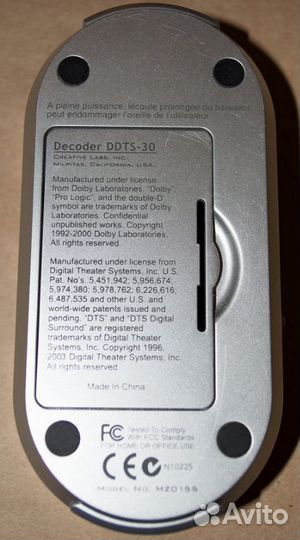 A pleine puissance, l'écoute prolongée du baladeur
peut endommager l'oreille de l'utilisateur.
Decoder DDTS-30
CREATIVE LABS, INC.
MILPITAS, CALIFORNIA, U.S.A.
Manufactured under license
from Dolby Laboratories. "Dolby",
"Pro Logic", and the double-D
symbol are trademarks of Dolby
Laboratories. Confidential
unpublished works. Copyright
1992-2000 Dolby Laboratories.
All rights reserved.
Manufactured under license from
Digital Theater Systems, Inc. U.S.
Pat. No's. 5,451,942; 5,956,674;
5,974,380; 5,978,762; 6,226,616;
6,487,535 and other U.S. and
world-wide patents issued and
pending. "DTS" and "DTS Digital
Surround" are registered
trademarks of Digital Theater
Systems, Inc. Copyright 1996,
2003 Digital Theater Systems, Inc.
All rights reserved.
Made in China
FC Tested To Comply
With FCC Standards
FOR HOME OR OFFICE USE
CE N10225
MODEL NO. MZ0155
Avito